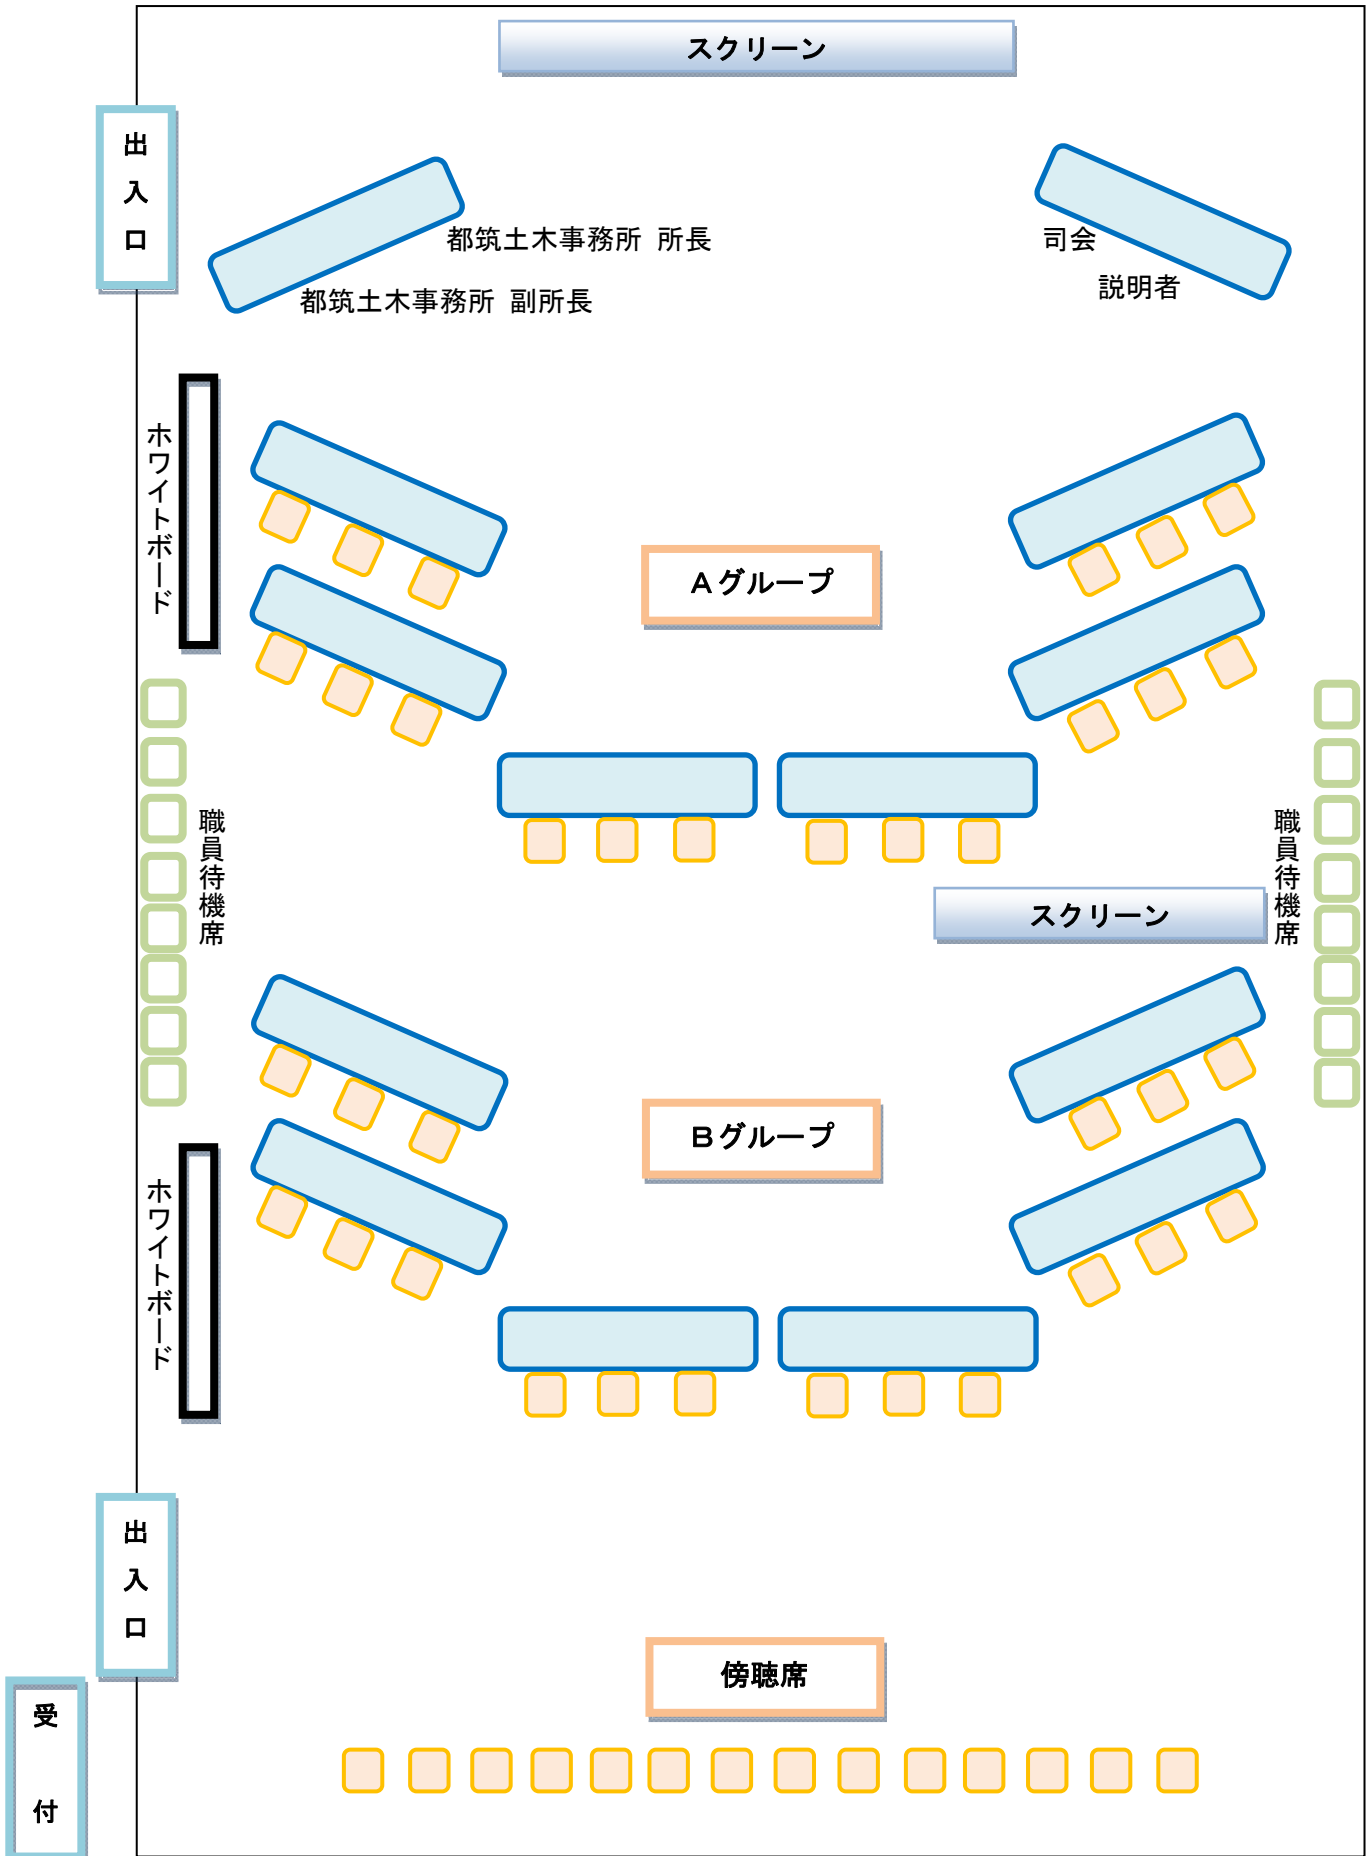 スクリーン
出入口
都筑土木事務所 所長
司会
都筑土木事務所 副所長
説明者
ホワイトボード
Aグループ
職員待機席
職員待機席
スクリーン
Bグループ
ホワイトボード
出入口
傍聴席
受付